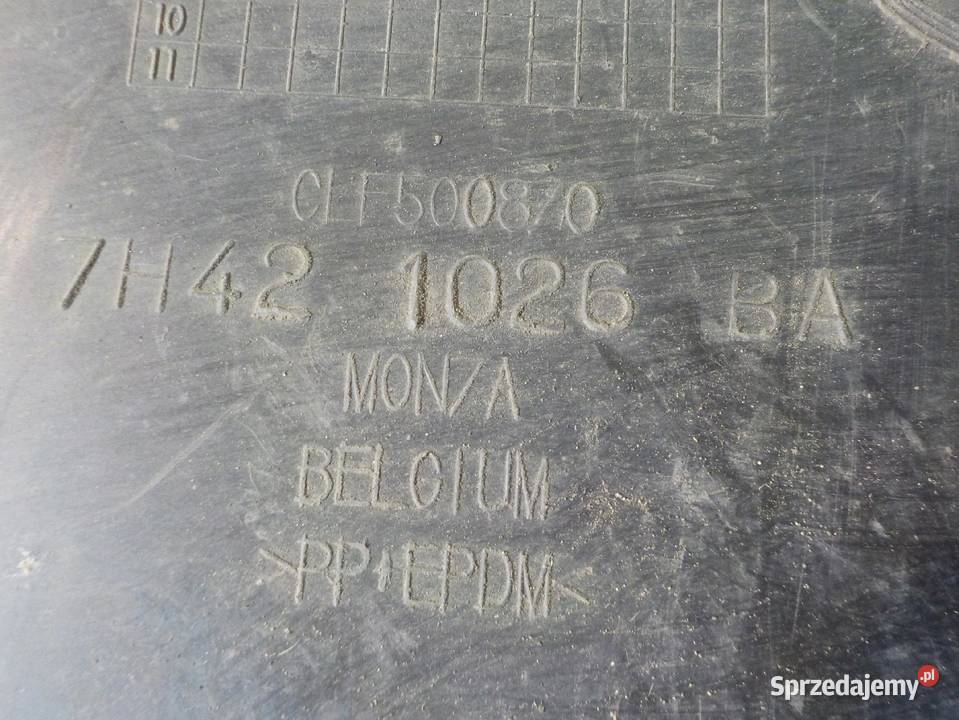 10
11
CLF500870
7H42 1026 BA
MONZA
BELGIUM
>PP+EPDM<
Sprzedajemy.pl